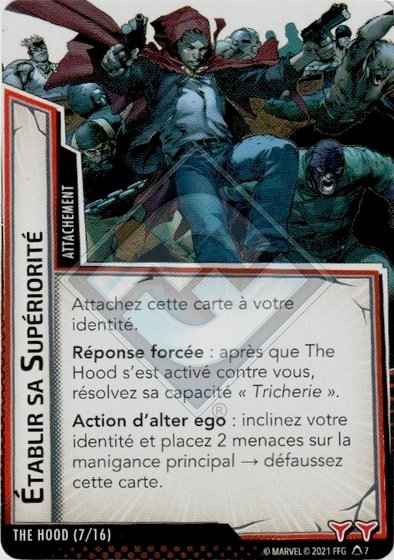 ÉTABLIR SA SUPÉRIORITÉ
ATTACHEMENT
Attachez cette carte à votre
identité.
Réponse forcée : après que The
Hood s'est activé contre vous,
résolvez sa capacité « Tricherie ».
Action d'alter ego : inclinez votre
identité et placez 2 menaces sur la
manigance principal → défaussez
cette carte.
THE HOOD (7/16)
© MARVEL © 2021 FFG 7